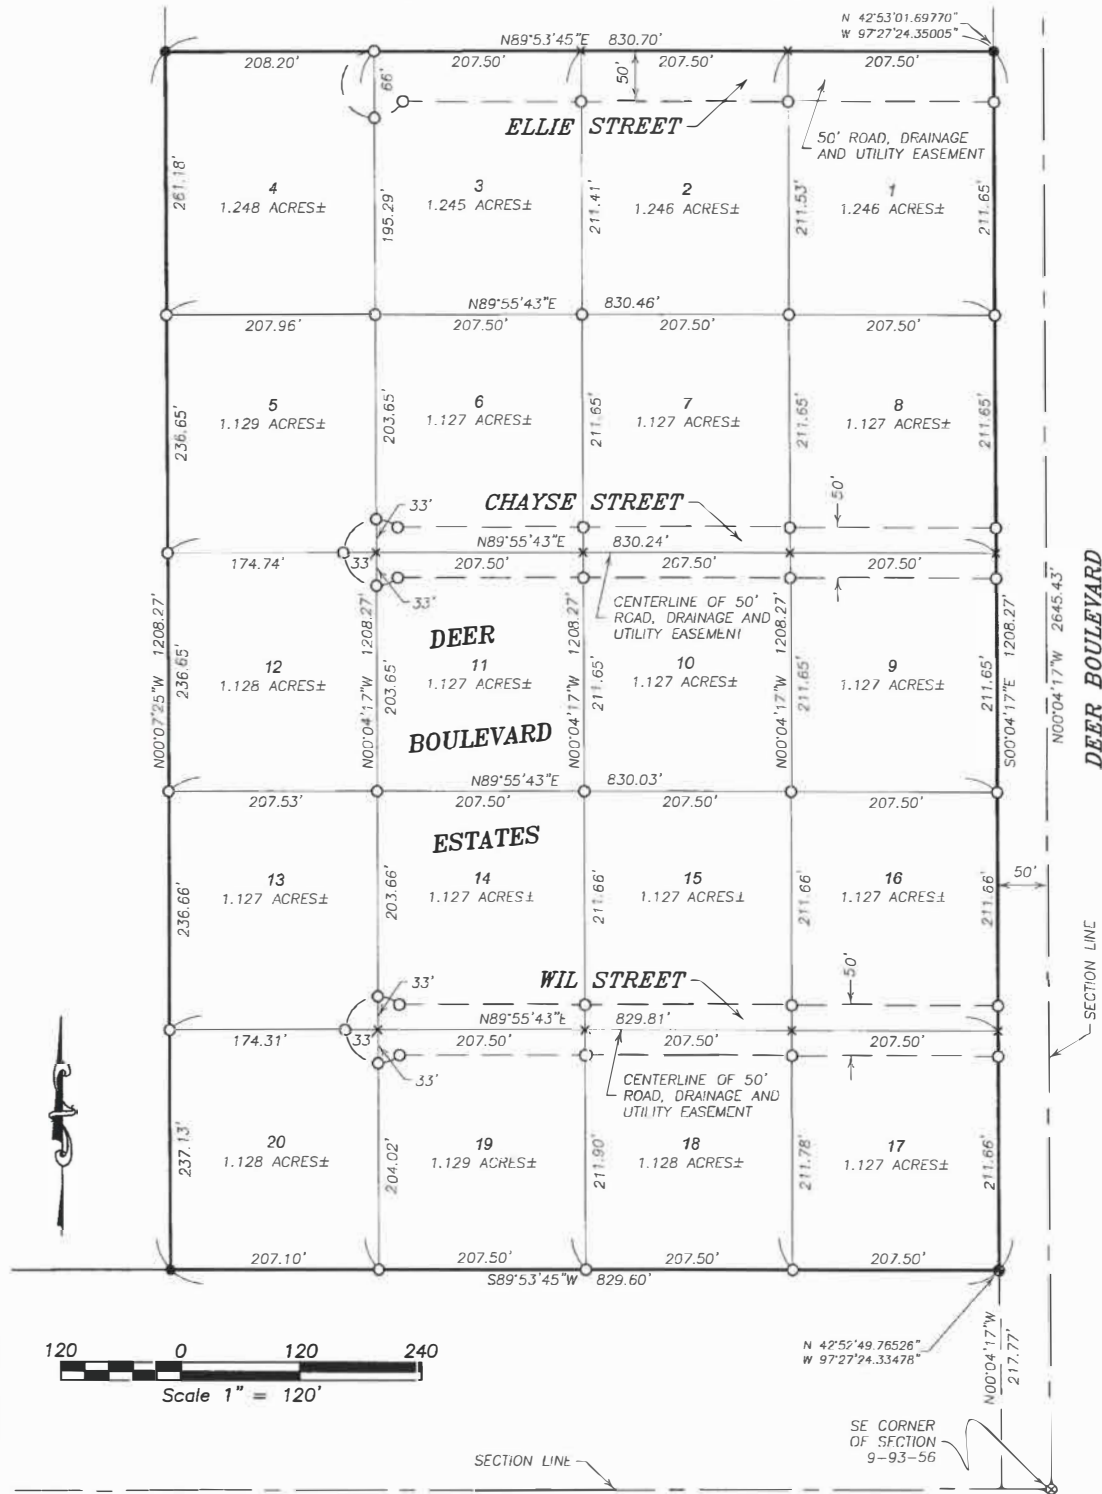 N 42°53'01.69770"
W 97°27'24.35005"
N89°53'45"E 830.70'
208.20'
207.50'
207.50'
207.50'
66'
50'
ELLIE STREET
50' ROAD, DRAINAGE
AND UTILITY EASEMENT
261.18'
4
1.248 ACRES±
195.29'
3
1.245 ACRES±
211.41'
2
1.246 ACRES±
211.53'
1
1.246 ACRES±
211.65'
N89°55'43"E 830.46'
207.96'
207.50'
207.50'
207.50'
236.65'
5
1.129 ACRES±
203.65'
6
1.127 ACRES±
211.65'
7
1.127 ACRES±
211.65'
8
1.127 ACRES±
211.65'
33'
CHAYSE STREET
50'
N89°55'43"E 830.24'
174.74'
33'
207.50'
207.50'
207.50'
33'
CENTERLINE OF 50'
ROAD, DRAINAGE AND
UTILITY EASEMENT
N00°07'25"W 1208.27'
236.65'
12
1.128 ACRES±
N00°04'17"W 1208.27'
203.65'
DEER
11
1.127 ACRES±
N00°04'17"W 1208.27'
211.65'
10
1.127 ACRES±
N00°04'17"W 1208.27'
211.65'
9
1.127 ACRES±
211.65'
S00°04'17"E 1208.27'
N00°04'17"W 2645.43'
DEER BOULEVARD
BOULEVARD
N89°55'43"E 830.03'
207.53'
207.50'
207.50'
207.50'
ESTATES
236.66'
13
1.127 ACRES±
203.66'
14
1.127 ACRES±
211.66'
15
1.127 ACRES±
211.66'
16
1.127 ACRES±
211.66'
50'
SECTION LINE
33'
WIL STREET
50'
N89°55'43"E 829.81'
174.31'
33'
207.50'
207.50'
207.50'
33'
CENTERLINE OF 50'
ROAD, DRAINAGE AND
UTILITY EASEMENT
237.13'
20
1.128 ACRES±
204.02'
19
1.129 ACRES±
211.90'
18
1.128 ACRES±
211.78'
17
1.127 ACRES±
211.66'
207.10'
207.50'
207.50'
207.50'
S89°53'45"W 829.60'
N 42°52'49.76526"
W 97°27'24.33478"
N00°04'17"W
217.77'
120 0 120 240
Scale 1" = 120'
SE CORNER
OF SECTION
9-93-56
SECTION LINE